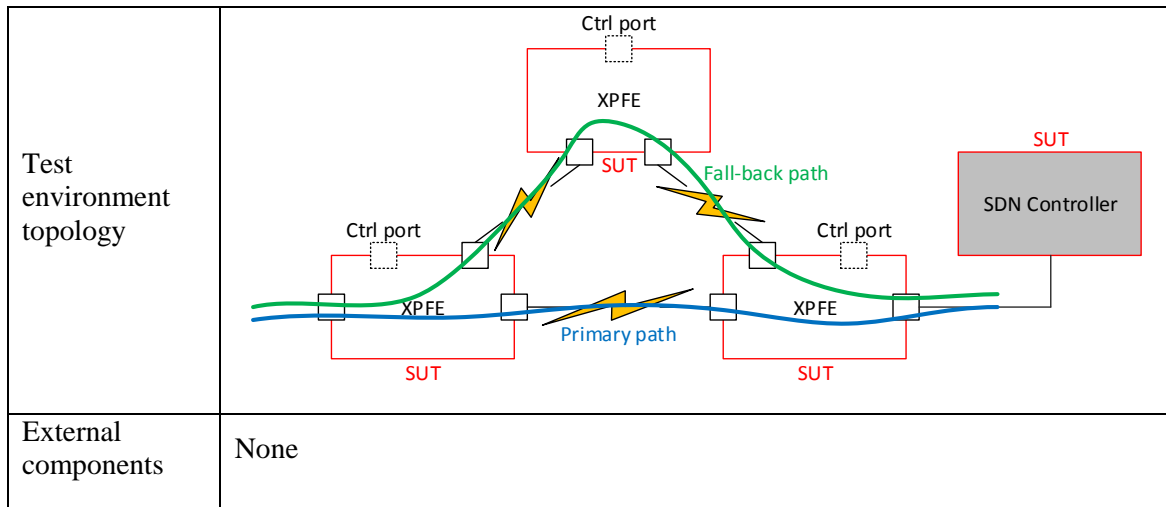 Test
environment
topology
Ctrl port
XPFE
SUT
Fall-back path
SUT
SDN Controller
Ctrl port
Ctrl port
XPFE
XPFE
Primary path
SUT
SUT
External
components
None